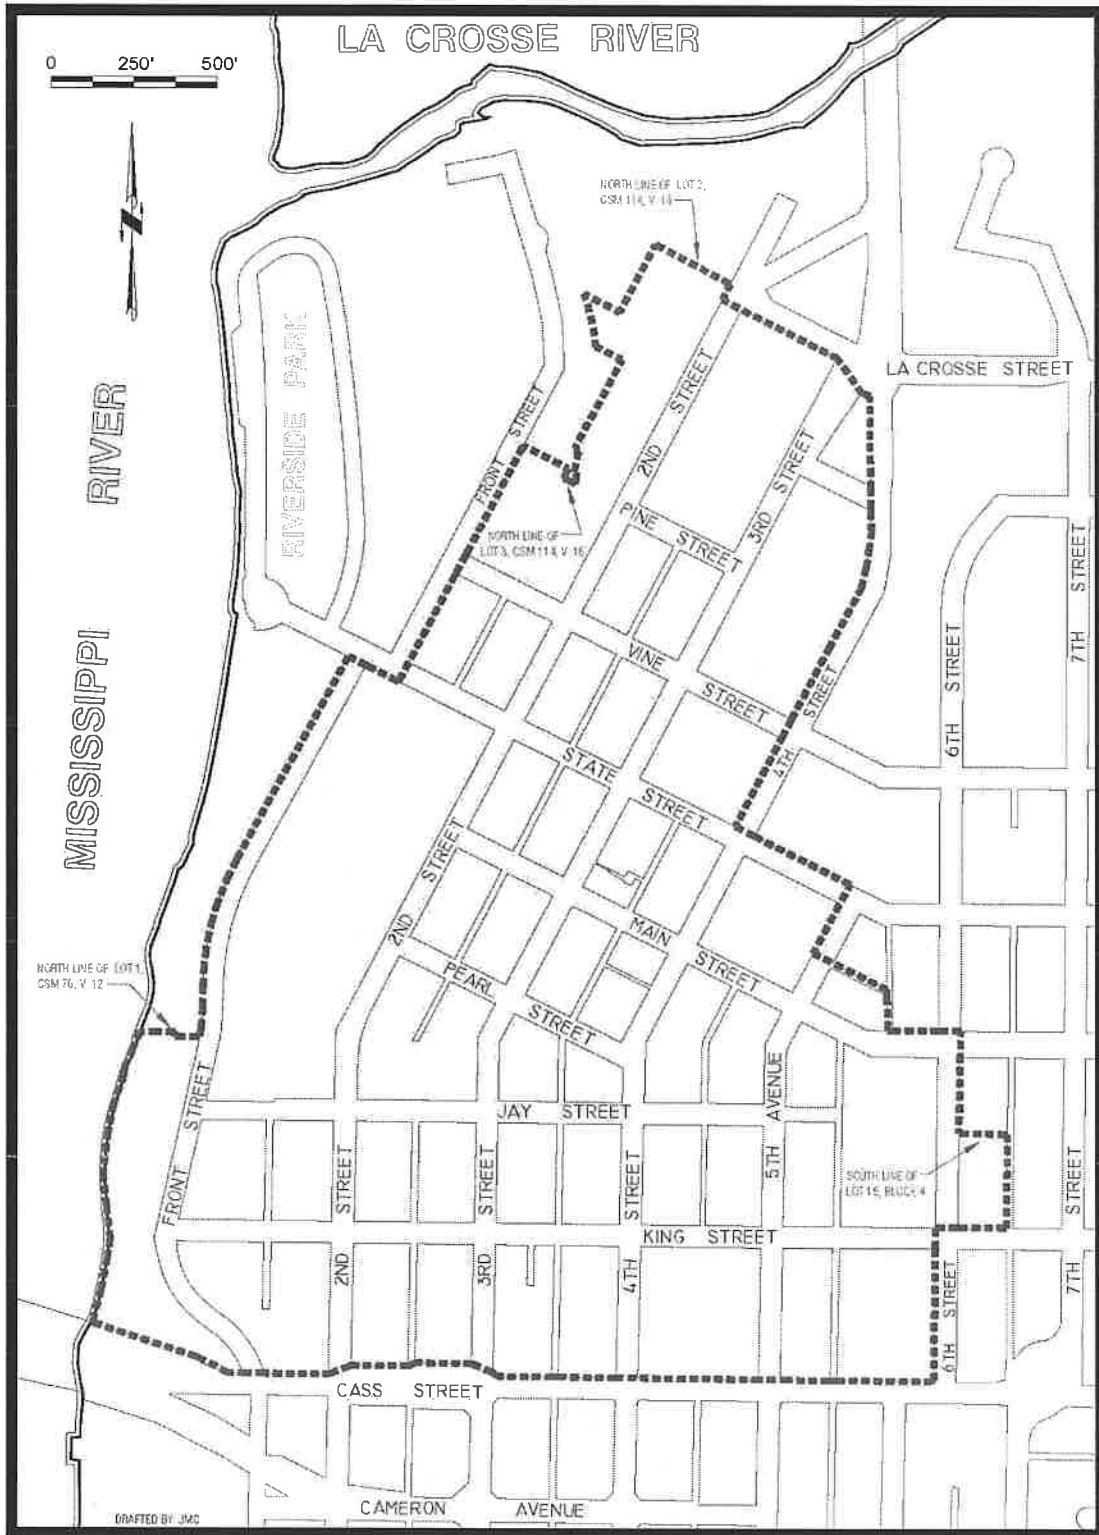 LA CROSSE RIVER
0 250' 500'
NORTH LINE OF LOT 2,
CSM 114, V 16
RIVERSIDE PARK
MISSISSIPPI RIVER
LA CROSSE STREET
FRONT STREET
2ND STREET
3RD STREET
PINE STREET
NORTH LINE OF
LOT 3, CSM 114, V 16
7TH STREET
6TH STREET
VINE STREET
4TH STREET
STATE STREET
2ND STREET
MAIN STREET
PEARL STREET
NORTH LINE OF LOT 1,
CSM 76, V 12
FRONT STREET
JAY STREET
5TH AVENUE
2ND STREET
3RD STREET
4TH STREET
SOUTH LINE OF
LOT 15, BLOCK 4
7TH STREET
KING STREET
6TH STREET
CASS STREET
CAMERON AVENUE
DRAFTED BY: JMC